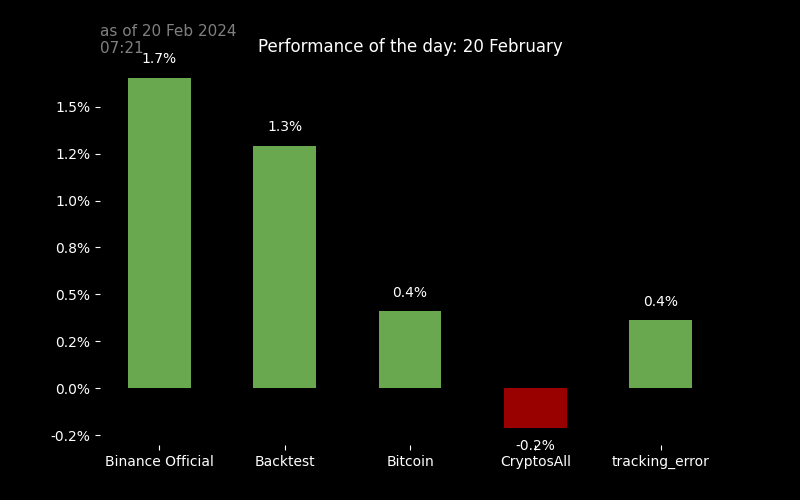 as of 20 Feb 2024
07:21
Performance of the day: 20 February
1.7%
1.3%
0.4%
-0.2%
0.4%
1.5%
1.2%
1.0%
0.8%
0.5%
0.2%
0.0%
-0.2%
Binance Official
Backtest
Bitcoin
CryptosAll
tracking_error